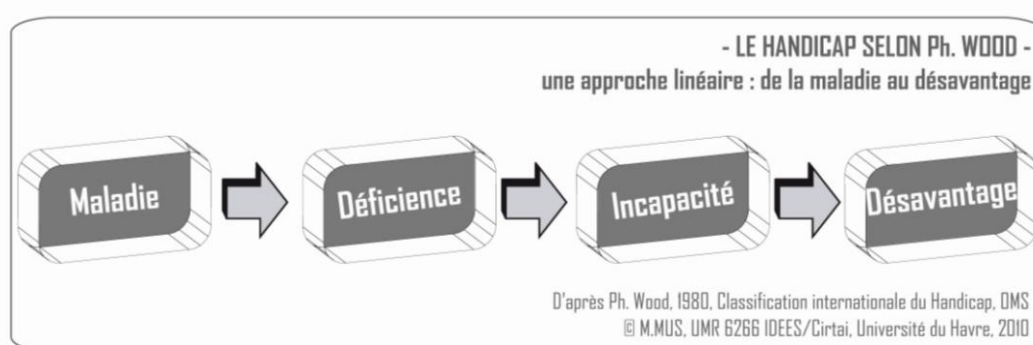 - LE HANDICAP SELON Ph. WOOD -
une approche linéaire : de la maladie au désavantage
Maladie
Déficience
Incapacité
Désavantage
D'après Ph. Wood, 1980, Classification internationale du Handicap, OMS
© M.MUS, UMR 6266 IDEES/Cirtai, Université du Havre, 2010